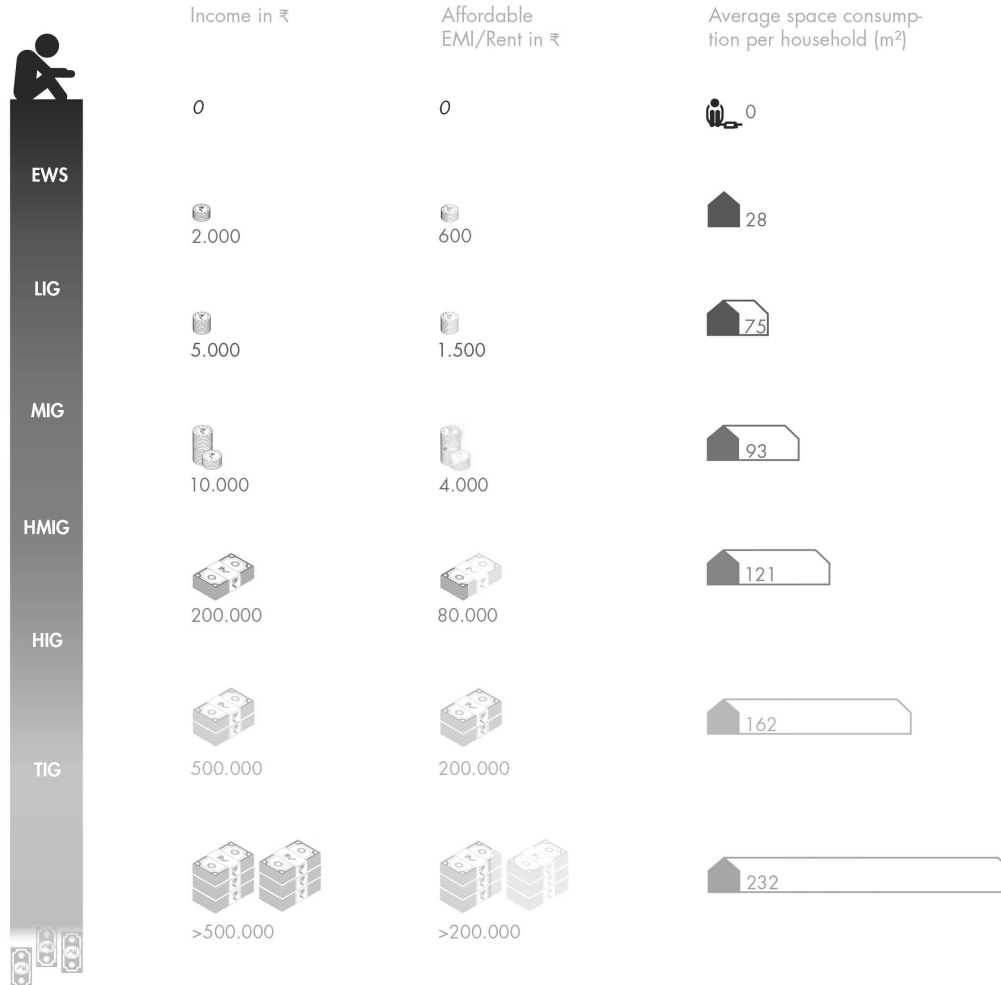 Income in ₹
Affordable
EMI/Rent in ₹
Average space consump-
tion per household (m²)
0
0
0
EWS
2.000
600
28
LIG
5.000
1.500
75
MIG
10.000
4.000
93
HMIG
200.000
80.000
121
HIG
500.000
200.000
162
TIG
>500.000
>200.000
232